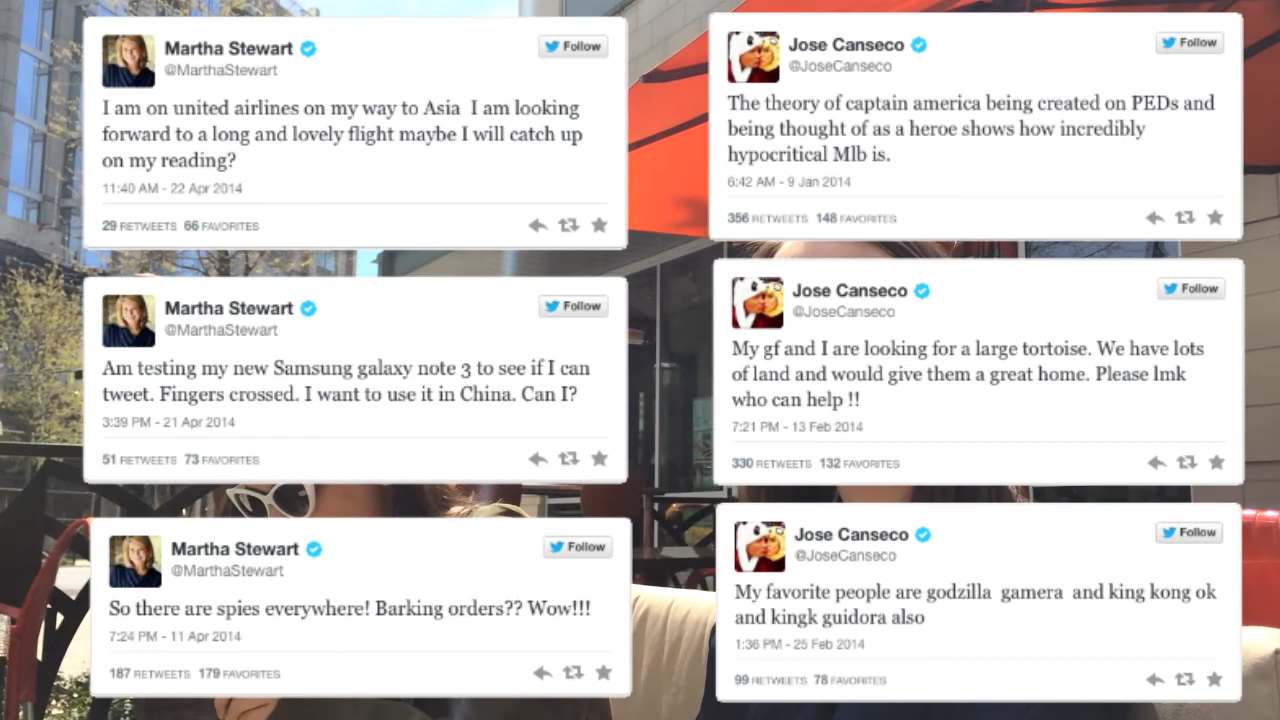 Martha Stewart
@MarthaStewart
Follow
I am on united airlines on my way to Asia I am looking
forward to a long and lovely flight maybe I will catch up
on my reading?
11:40 AM - 22 Apr 2014
29 RETWEETS 66 FAVORITES
Martha Stewart
@MarthaStewart
Follow
Am testing my new Samsung galaxy note 3 to see if I can
tweet. Fingers crossed. I want to use it in China. Can I?
3:39 PM - 21 Apr 2014
51 RETWEETS 73 FAVORITES
Martha Stewart
@MarthaStewart
Follow
So there are spies everywhere! Barking orders?? Wow!!!
7:24 PM - 11 Apr 2014
187 RETWEETS 179 FAVORITES
Jose Canseco
@JoseCanseco
Follow
The theory of captain america being created on PEDs and
being thought of as a heroe shows how incredibly
hypocritical Mlb is.
6:42 AM - 9 Jan 2014
356 RETWEETS 148 FAVORITES
Jose Canseco
@JoseCanseco
Follow
My gf and I are looking for a large tortoise. We have lots
of land and would give them a great home. Please lmk
who can help !!
7:21 PM - 13 Feb 2014
330 RETWEETS 132 FAVORITES
Jose Canseco
@JoseCanseco
Follow
My favorite people are godzilla gamera and king kong ok
and kingk guidora also
1:36 PM - 25 Feb 2014
99 RETWEETS 78 FAVORITES